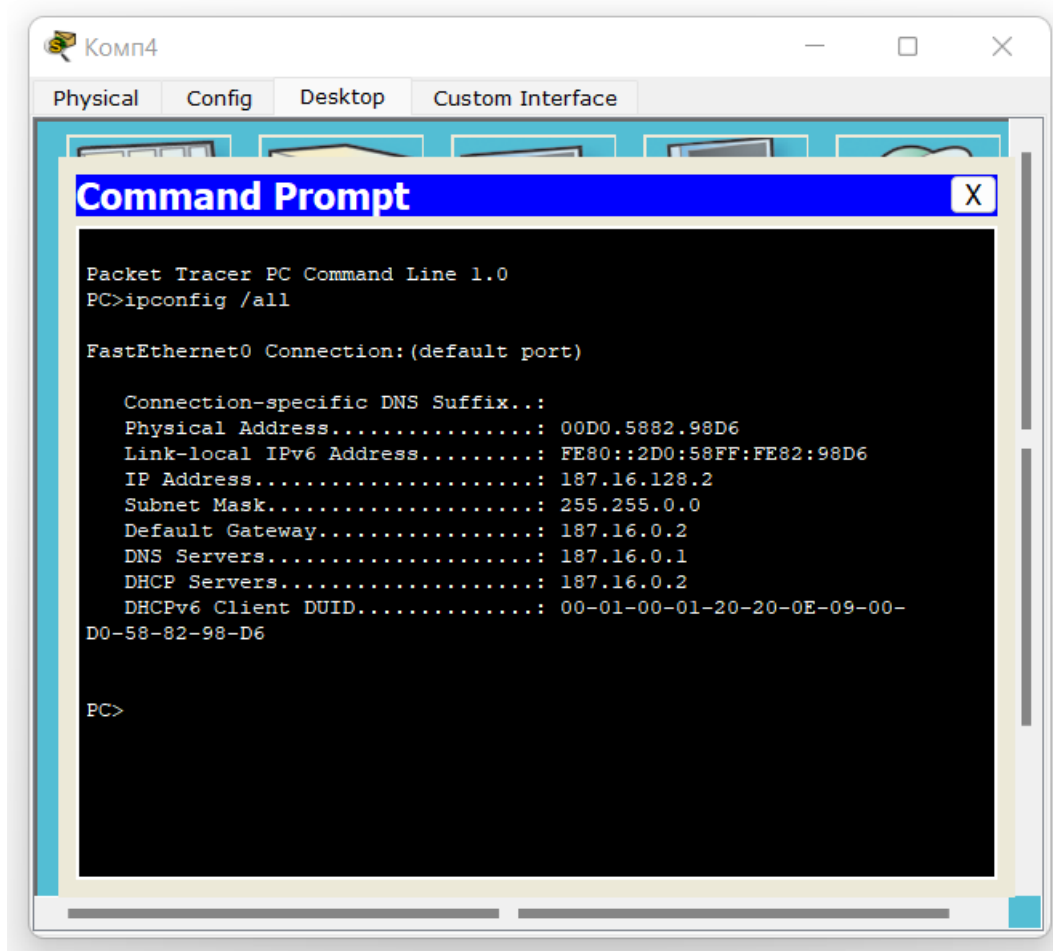 Комп4
Physical Config Desktop Custom Interface
Command Prompt X
Packet Tracer PC Command Line 1.0
PC>ipconfig /all
FastEthernet0 Connection:(default port)
Connection-specific DNS Suffix..:
Physical Address................: 00D0.5882.98D6
Link-local IPv6 Address.........: FE80::2D0:58FF:FE82:98D6
IP Address......................: 187.16.128.2
Subnet Mask.....................: 255.255.0.0
Default Gateway.................: 187.16.0.2
DNS Servers.....................: 187.16.0.1
DHCP Servers....................: 187.16.0.2
DHCPv6 Client DUID..............: 00-01-00-01-20-20-0E-09-00-
D0-58-82-98-D6
PC>